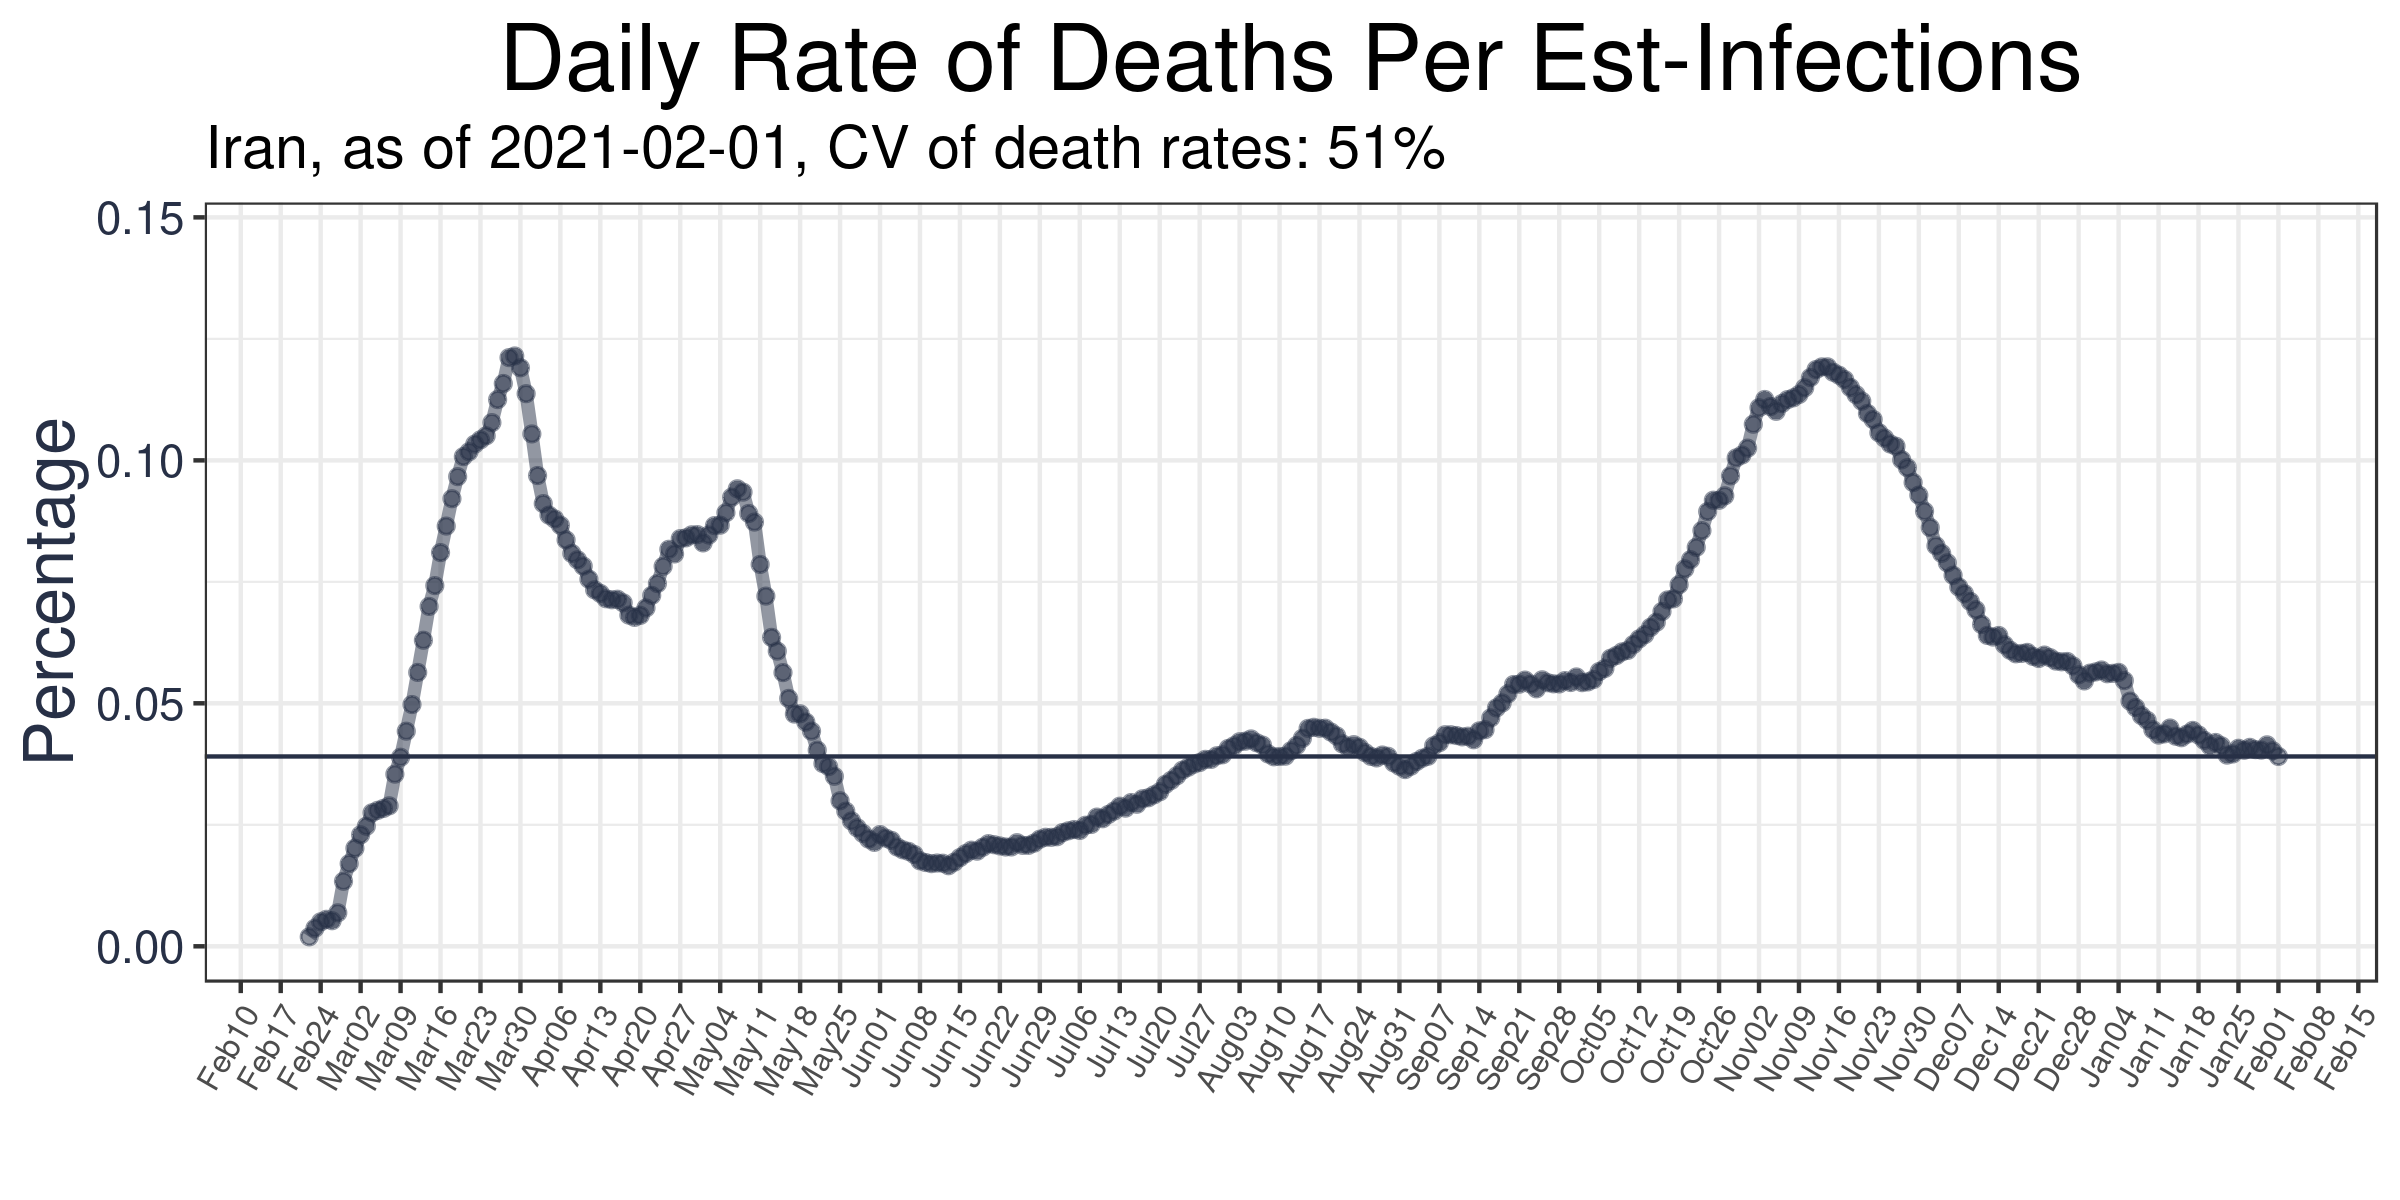 Daily Rate of Deaths Per Est-Infections
Iran, as of 2021-02-01, CV of death rates: 51%
Percentage
0.15
0.10
0.05
0.00
Feb10
Feb17
Feb24
Mar02
Mar09
Mar16
Mar23
Mar30
Apr06
Apr13
Apr20
Apr27
May04
May11
May18
May25
Jun01
Jun08
Jun15
Jun22
Jun29
Jul06
Jul13
Jul20
Jul27
Aug03
Aug10
Aug17
Aug24
Aug31
Sep07
Sep14
Sep21
Sep28
Oct05
Oct12
Oct19
Oct26
Nov02
Nov09
Nov16
Nov23
Nov30
Dec07
Dec14
Dec21
Dec28
Jan04
Jan11
Jan18
Jan25
Feb01
Feb08
Feb15